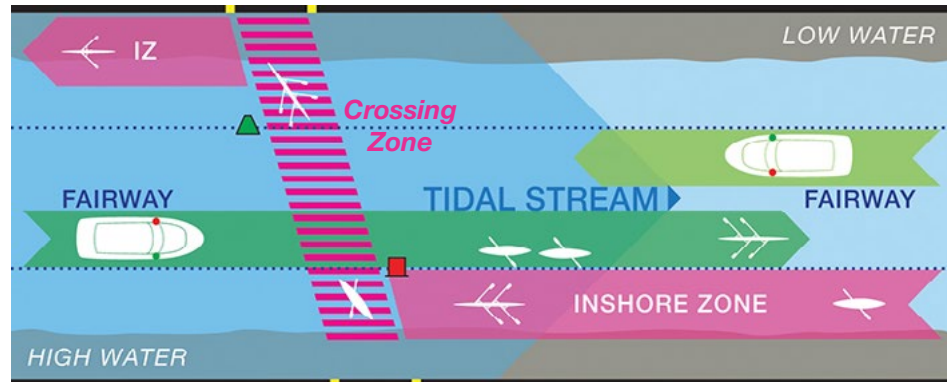 LOW WATER
IZ
Crossing
Zone
FAIRWAY
TIDAL STREAM
FAIRWAY
INSHORE ZONE
HIGH WATER